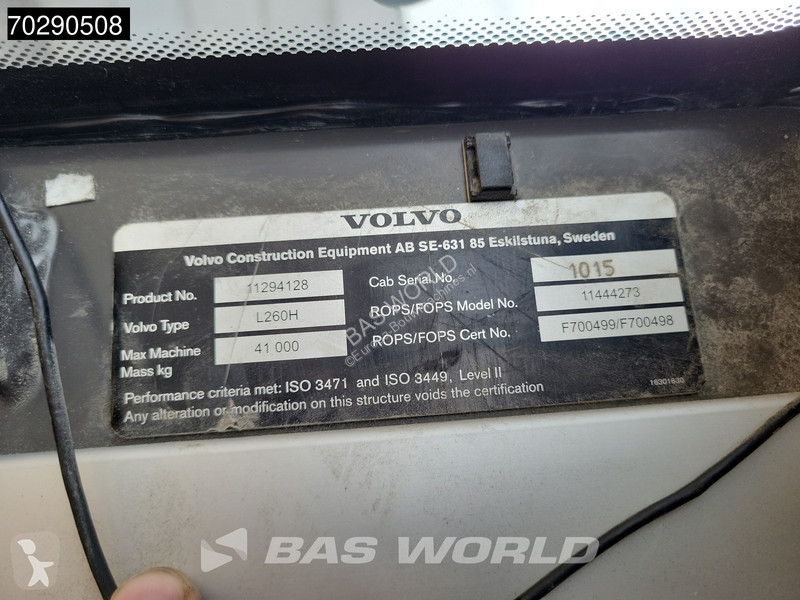 70290508
VOLVO
Volvo Construction Equipment AB SE-631 85 Eskilstuna, Sweden
Product No. 11294128
Volvo Type L260H
Max Machine Mass kg 41 000
Cab Serial No. 1015
ROPS/FOPS Model No. 11444273
ROPS/FOPS Cert No. F700499/F700498
Performance criteria met: ISO 3471 and ISO 3449, Level II
Any alteration or modification on this structure voids the certification
16301630
BAS WORLD
BAS WORLD